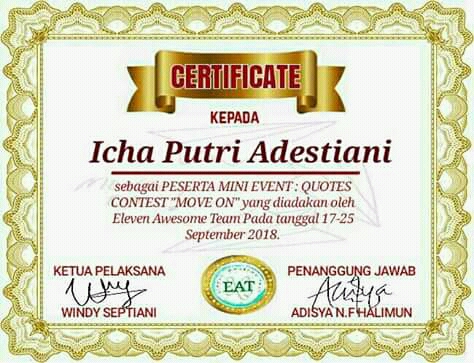 CERTIFICATE
KEPADA
Icha Putri Adestiani
sebagai PESERTA MINI EVENT : QUOTES
CONTEST "MOVE ON" yang diadakan oleh
Eleven Awesome Team Pada tanggal 17-25
September 2018.
KETUA PELAKSANA
PENANGGUNG JAWAB
EAT
WINDY SEPTIANI
ADISYA N.F HALIMUN